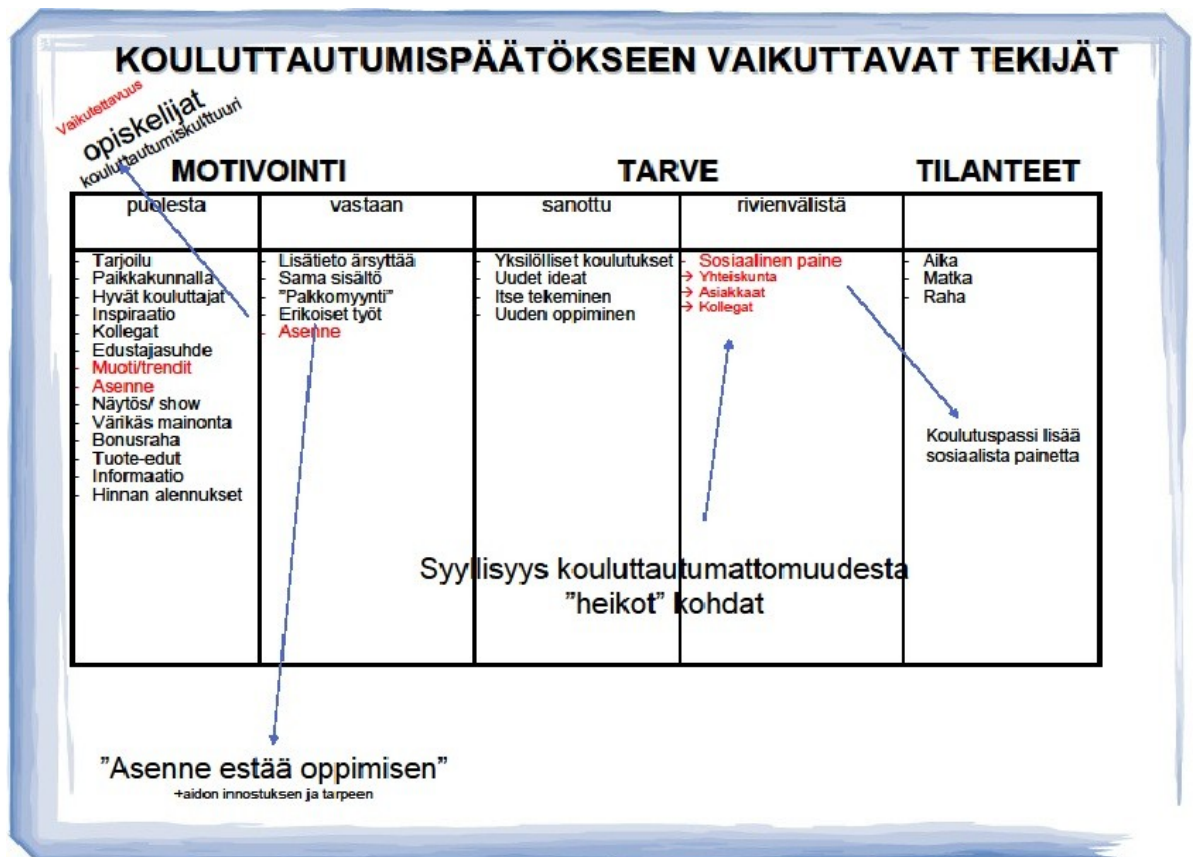 KOULUTTAUTUMISPÄÄTÖKSEEN VAIKUTTAVAT TEKIJÄT
Vaikutettavuus
opiskelijat
kouluttautumiskulttuuri
MOTIVOINTI
TARVE
TILANTEET
puolesta
vastaan
sanottu
rivienvälistä
- Tarjoilu
- Paikkakunnalla
- Hyvät kouluttajat
- Inspiraatio
- Kollegat
- Edustajasuhde
- Muoti/trendit
- Asenne
- Näytös/ show
- Värikäs mainonta
- Bonusraha
- Tuote-edut
- Informaatio
- Hinnan alennukset
- Lisätieto ärsyttää
- Sama sisältö
- "Pakkomyynti"
- Erikoiset työt
- Asenne
- Yksilölliset koulutukset
- Uudet ideat
- Itse tekeminen
- Uuden oppiminen
- Sosiaalinen paine
→ Yhteiskunta
→ Asiakkaat
→ Kollegat
- Aika
- Matka
- Raha
Koulutuspassi lisää
sosiaalista painetta
Syyllisyys kouluttautumattomuudesta
"heikot" kohdat
"Asenne estää oppimisen"
+aidon innostuksen ja tarpeen